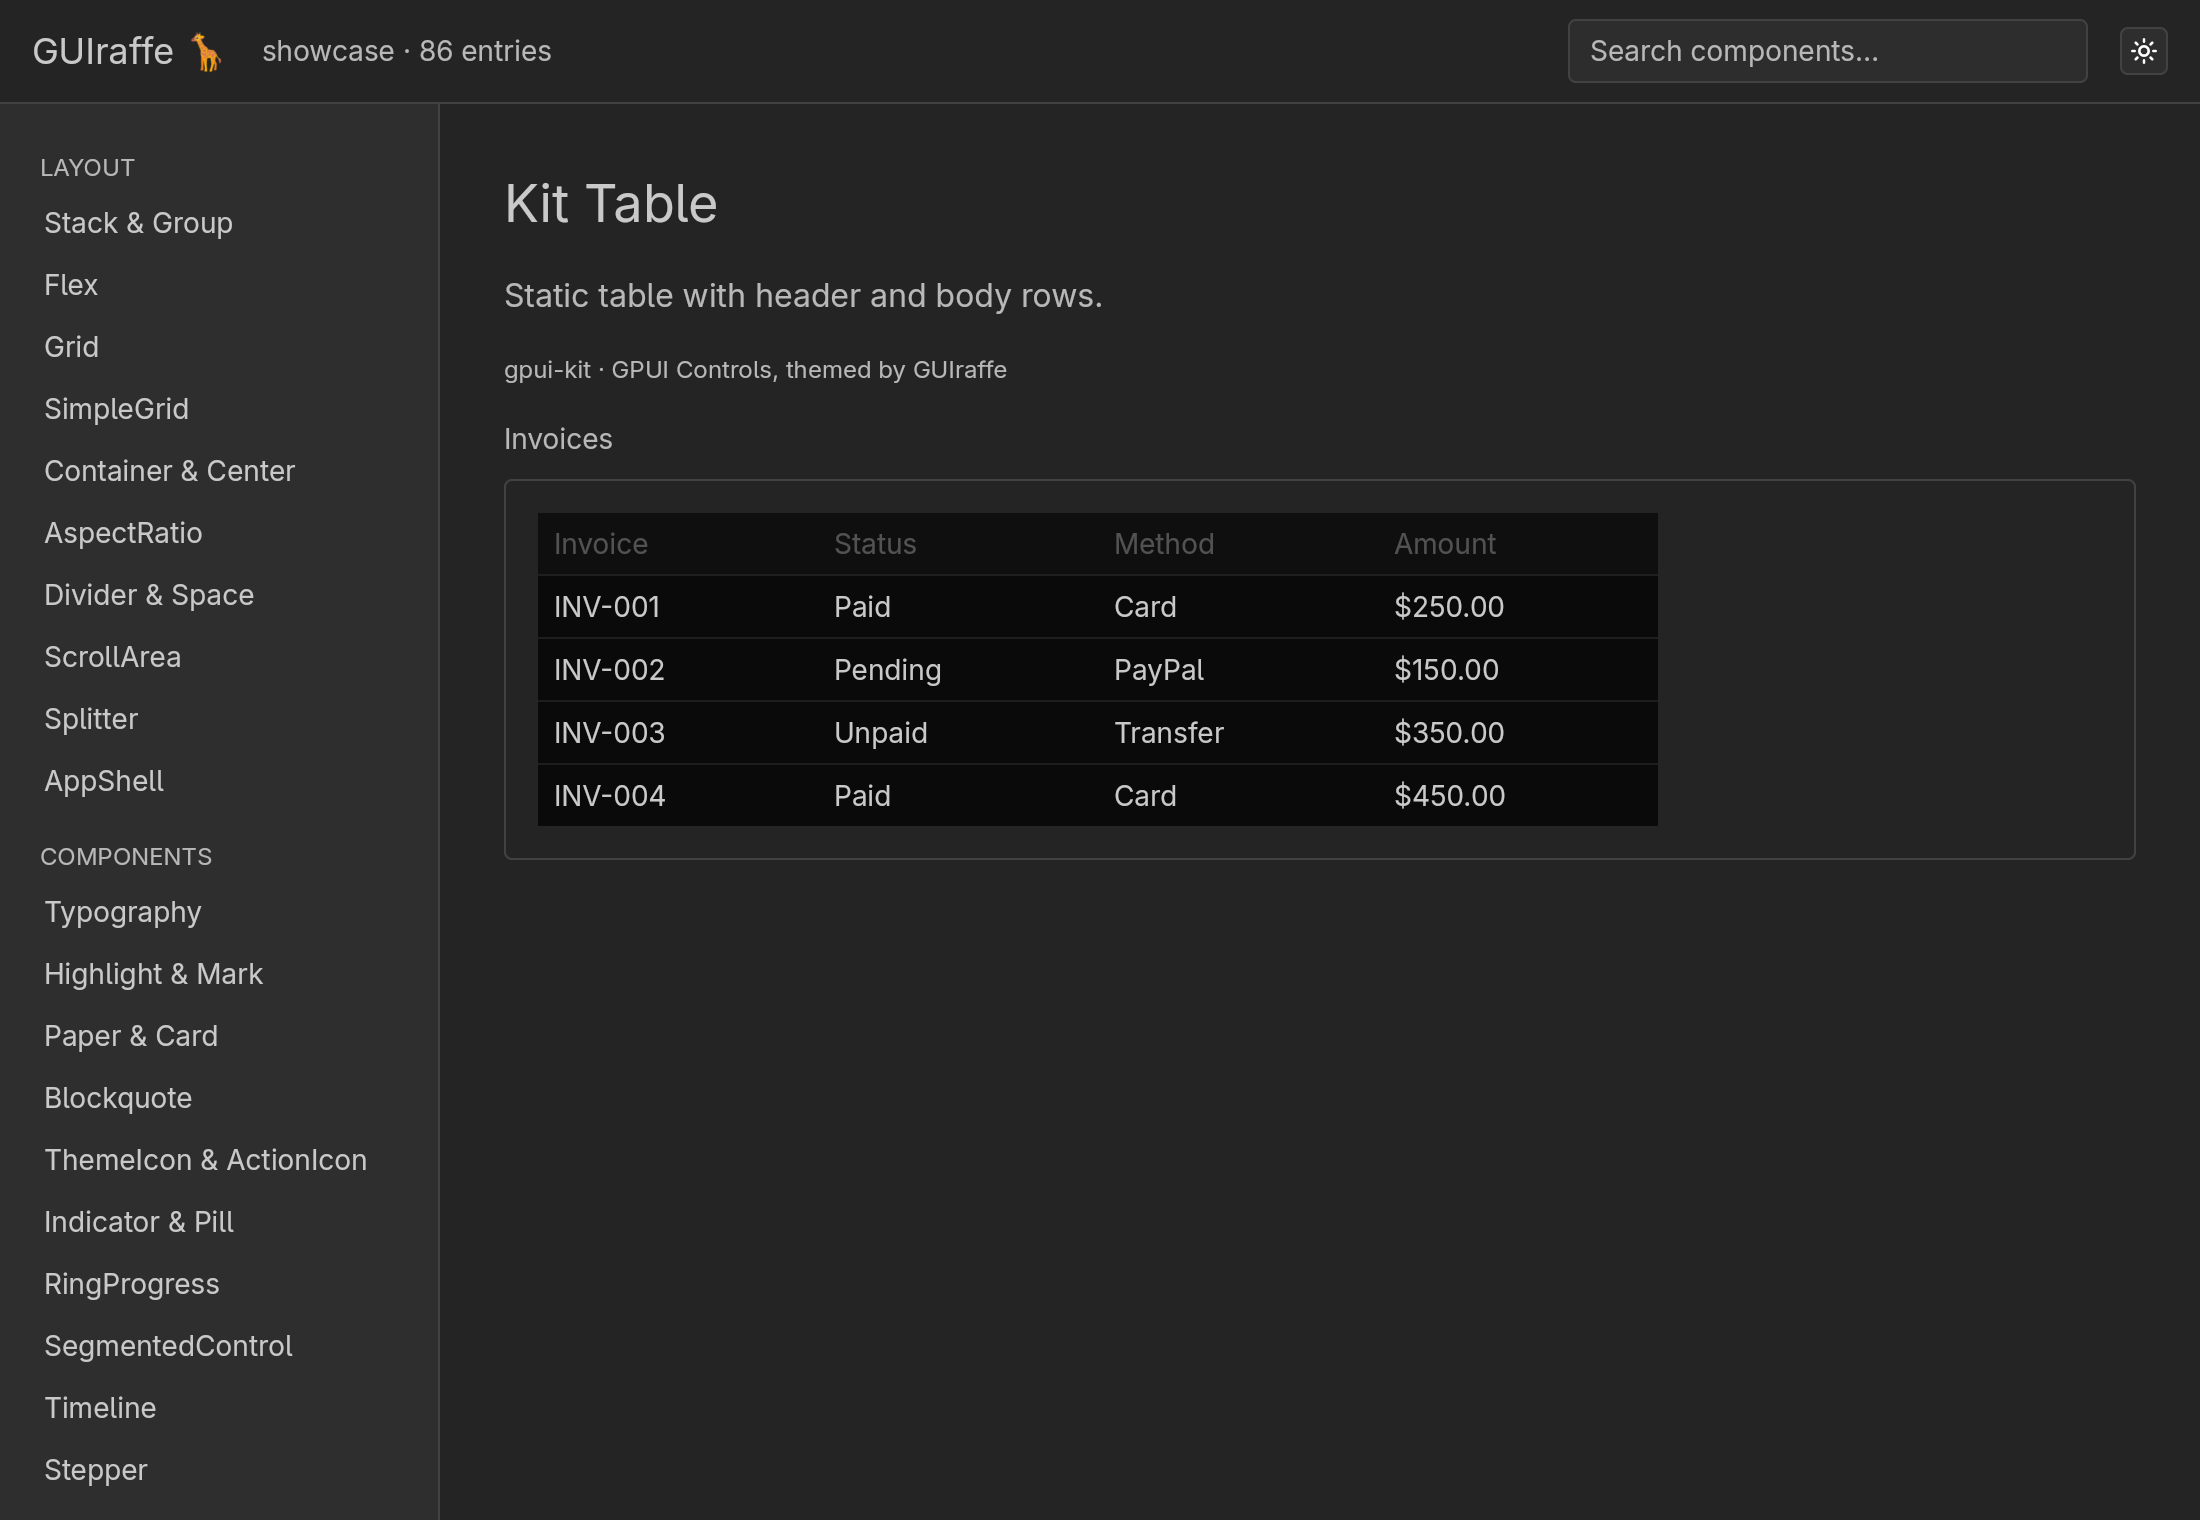 GUIraffe 🦒 showcase · 86 entries Search components...
LAYOUT
Stack & Group
Flex
Grid
SimpleGrid
Container & Center
AspectRatio
Divider & Space
ScrollArea
Splitter
AppShell
COMPONENTS
Typography
Highlight & Mark
Paper & Card
Blockquote
ThemeIcon & ActionIcon
Indicator & Pill
RingProgress
SegmentedControl
Timeline
Stepper
Kit Table
Static table with header and body rows.
gpui-kit · GPUI Controls, themed by GUIraffe
Invoices
Invoice Status Method Amount
INV-001 Paid Card $250.00
INV-002 Pending PayPal $150.00
INV-003 Unpaid Transfer $350.00
INV-004 Paid Card $450.00